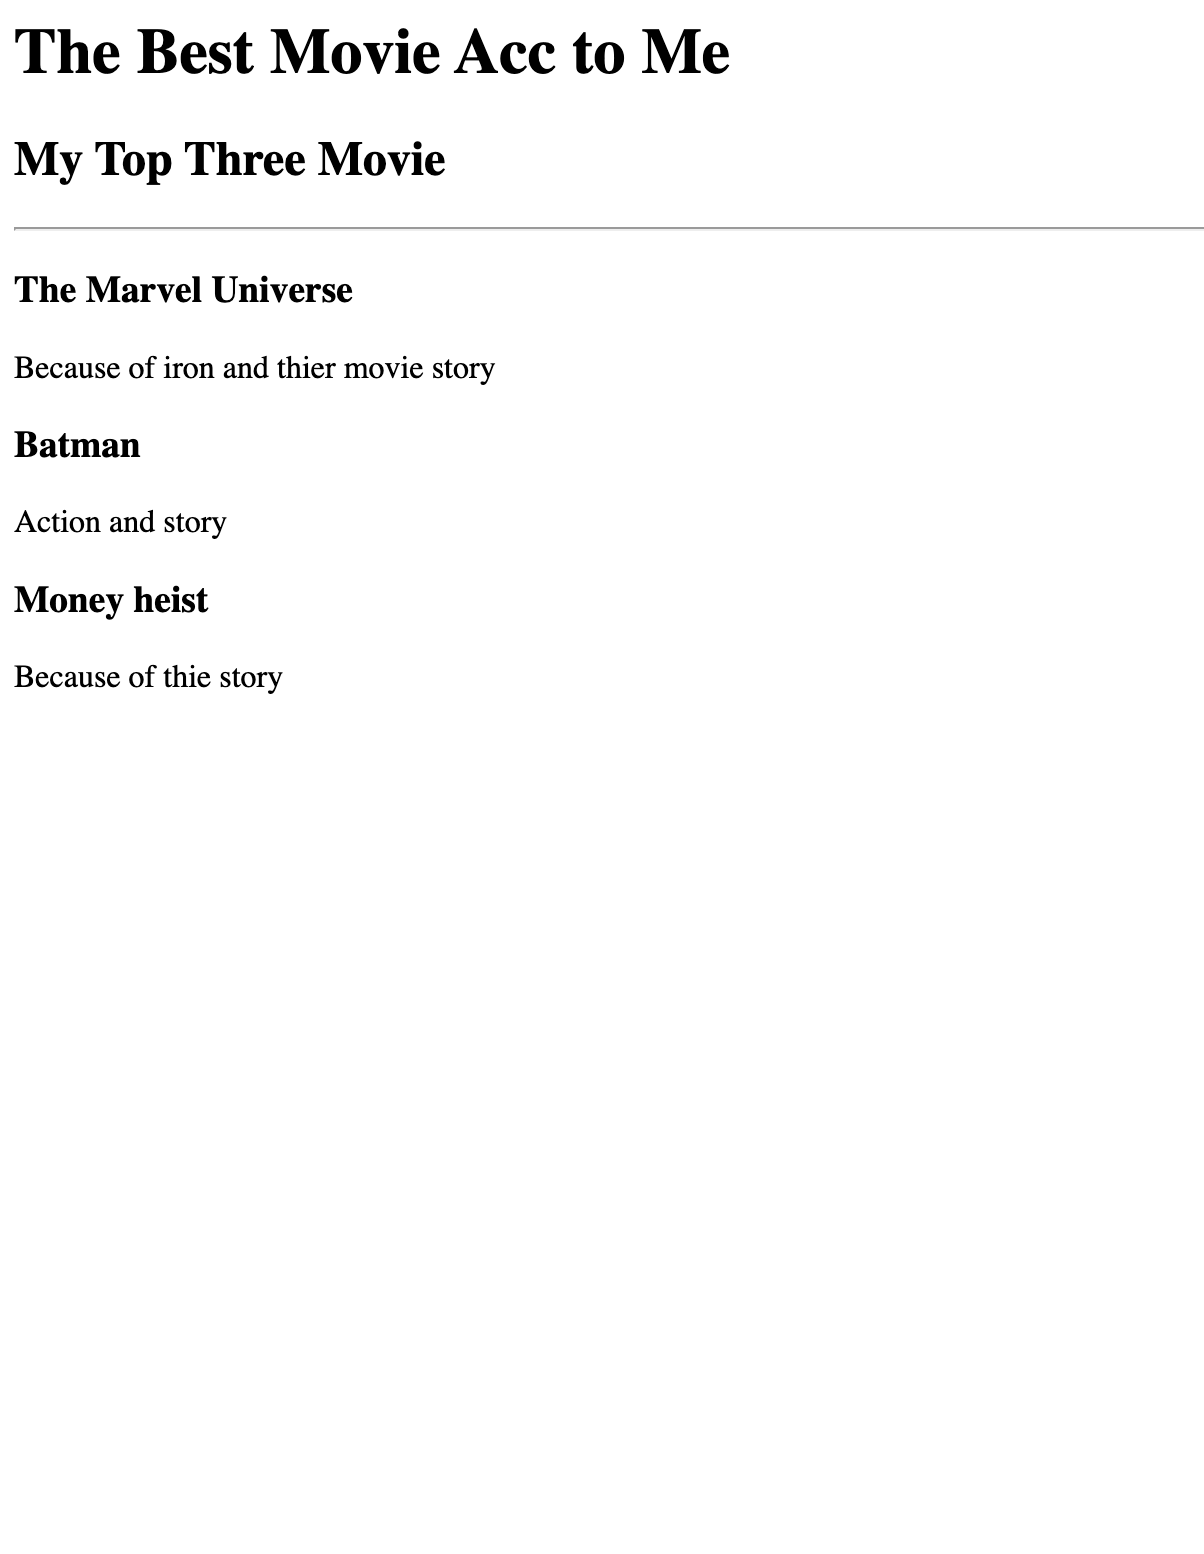 The Best Movie Acc to Me
My Top Three Movie
The Marvel Universe
Because of iron and thier movie story
Batman
Action and story
Money heist
Because of thie story